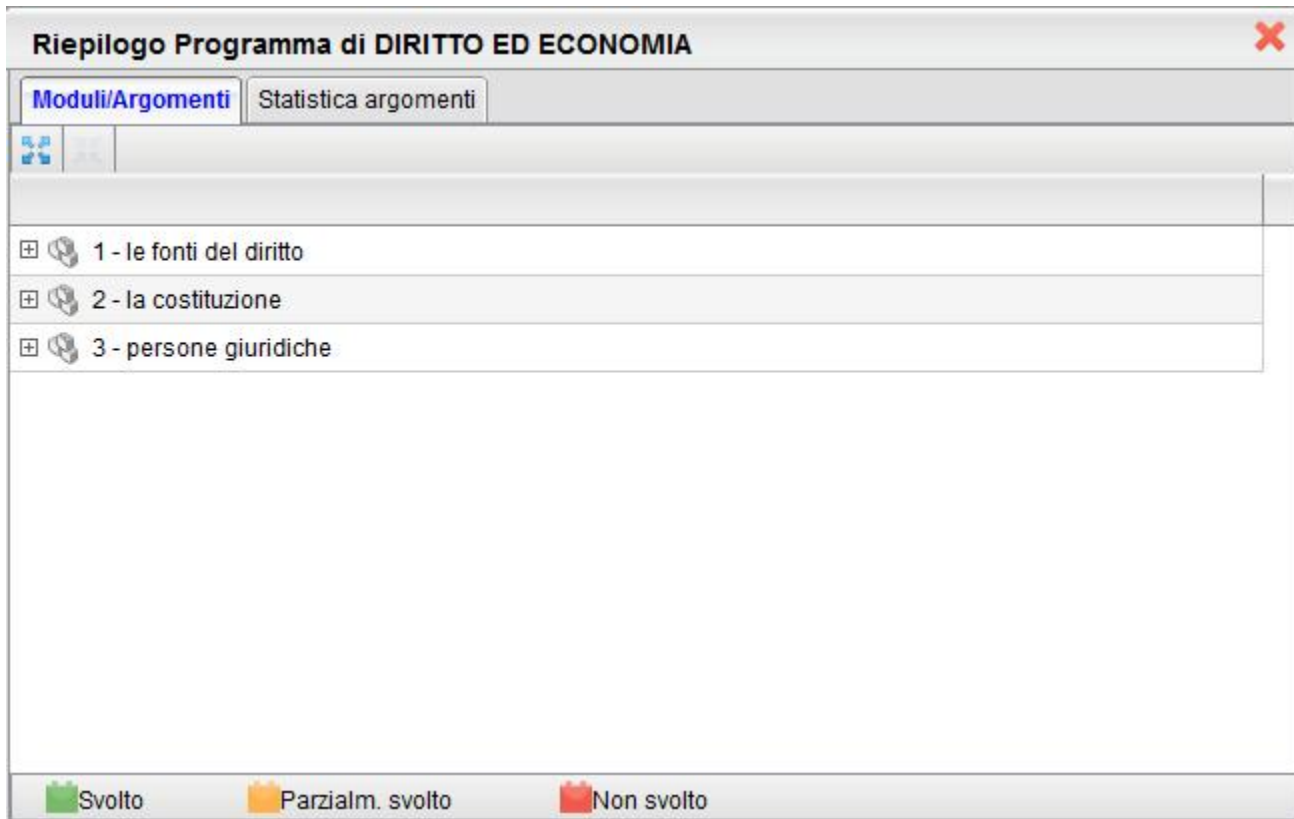 Riepilogo Programma di DIRITTO ED ECONOMIA
Moduli/Argomenti Statistica argomenti
1 - le fonti del diritto
2 - la costituzione
3 - persone giuridiche
Svolto Parzialm. svolto Non svolto